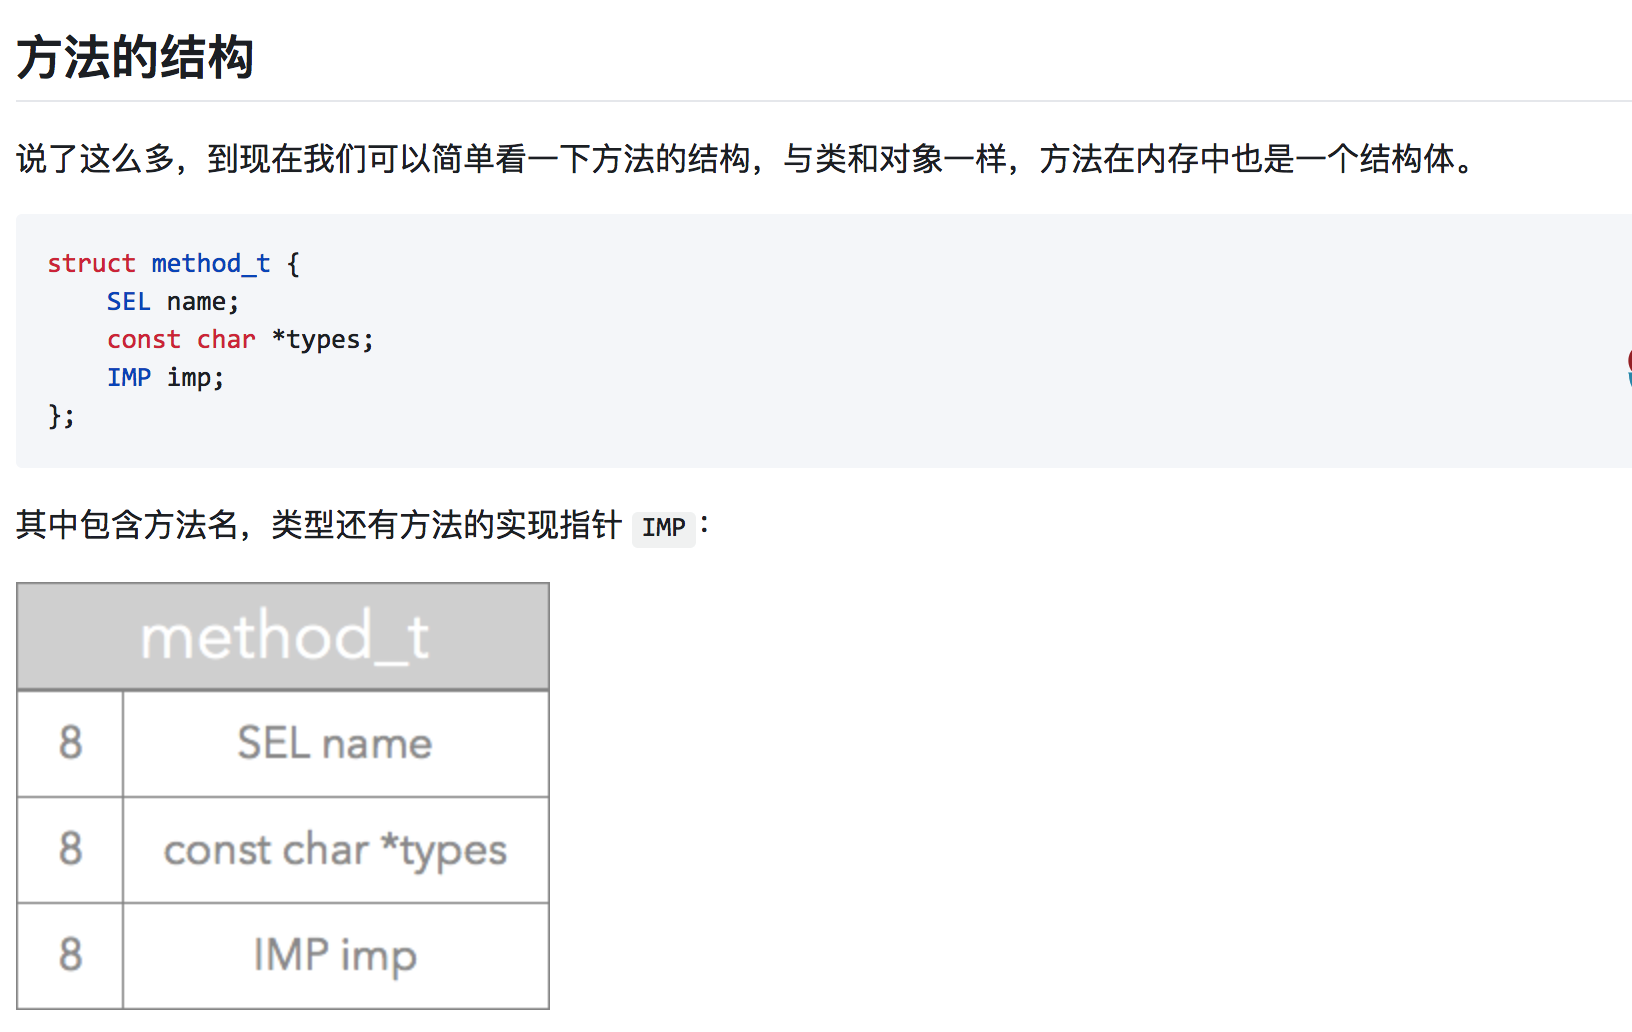 方法的结构
说了这么多，到现在我们可以简单看一下方法的结构，与类和对象一样，方法在内存中也是一个结构体。
struct method_t {
    SEL name;
    const char *types;
    IMP imp;
};
其中包含方法名，类型还有方法的实现指针 IMP：
method_t
8 SEL name
8 const char *types
8 IMP imp